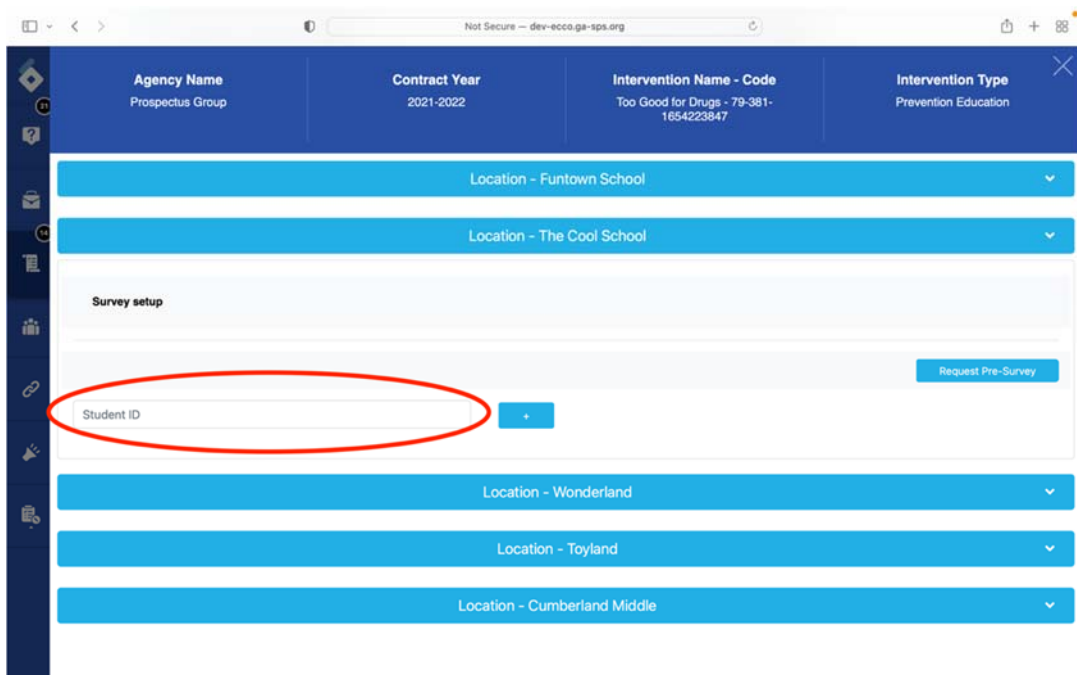 Not Secure — dev-ecco.ga-sps.org
Agency Name
Prospectus Group
Contract Year
2021-2022
Intervention Name - Code
Too Good for Drugs - 79-381-
1654223847
Intervention Type
Prevention Education
21
14
Location - Funtown School
Location - The Cool School
Survey setup
Request Pre-Survey
Student ID
+
Location - Wonderland
Location - Toyland
Location - Cumberland Middle